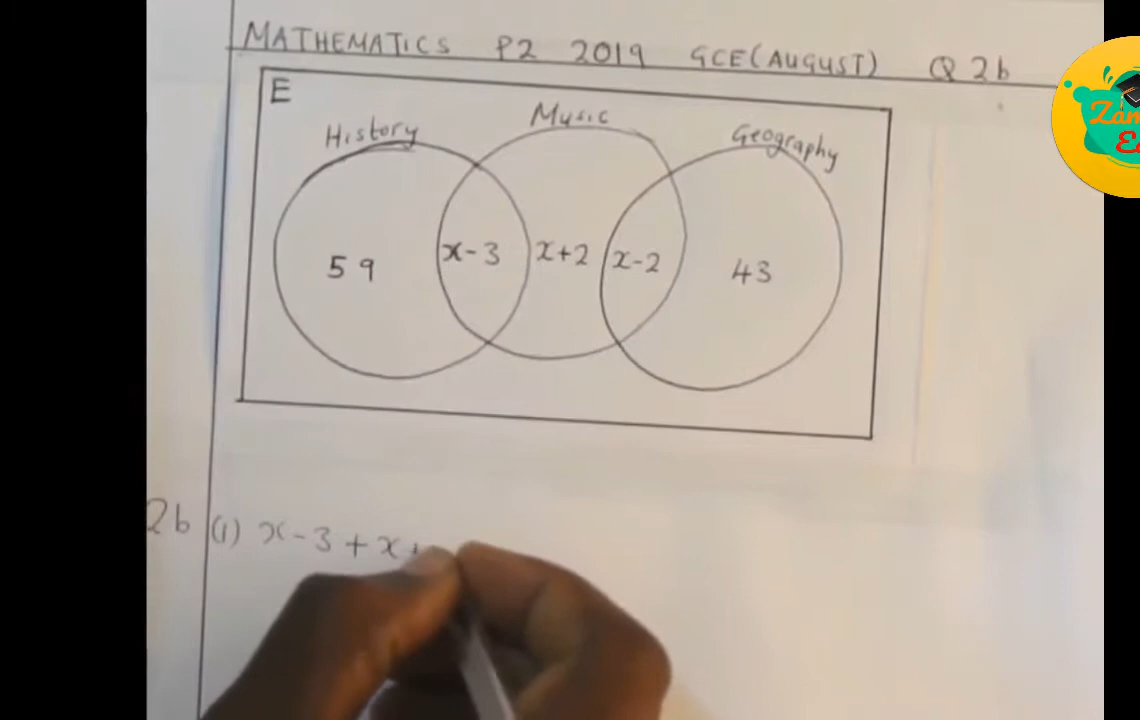 MATHEMATICS P2 2019 GCE (AUGUST) Q 2b
E
History Music Geography
59 x-3 x+2 x-2 43
2b (i) x-3+x+